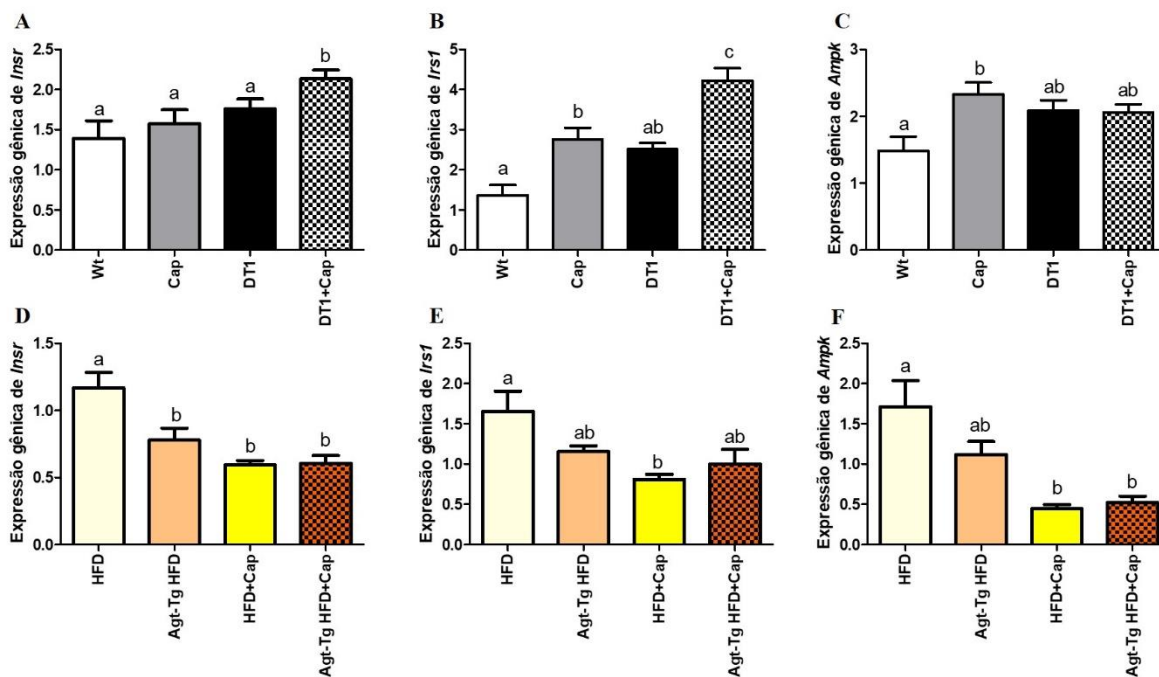 A
Expressão gênica de Insr
2.5
2.0
1.5
1.0
0.5
0.0
a
a
a
b
Wt
Cap
DT1
DT1+Cap
B
Expressão gênica de Irs1
5
4
3
2
1
0
a
b
ab
c
Wt
Cap
DT1
DT1+Cap
C
Expressão gênica de Ampk
3
2
1
0
a
b
ab
ab
Wt
Cap
DT1
DT1+Cap
D
Expressão gênica de Insr
1.5
1.0
0.5
0.0
a
b
b
b
HFD
Agt-Tg HFD
HFD+Cap
Agt-Tg HFD+Cap
E
Expressão gênica de Irs1
2.5
2.0
1.5
1.0
0.5
0.0
a
ab
b
ab
HFD
Agt-Tg HFD
HFD+Cap
Agt-Tg HFD+Cap
F
Expressão gênica de Ampk
2.5
2.0
1.5
1.0
0.5
0.0
a
ab
b
b
HFD
Agt-Tg HFD
HFD+Cap
Agt-Tg HFD+Cap